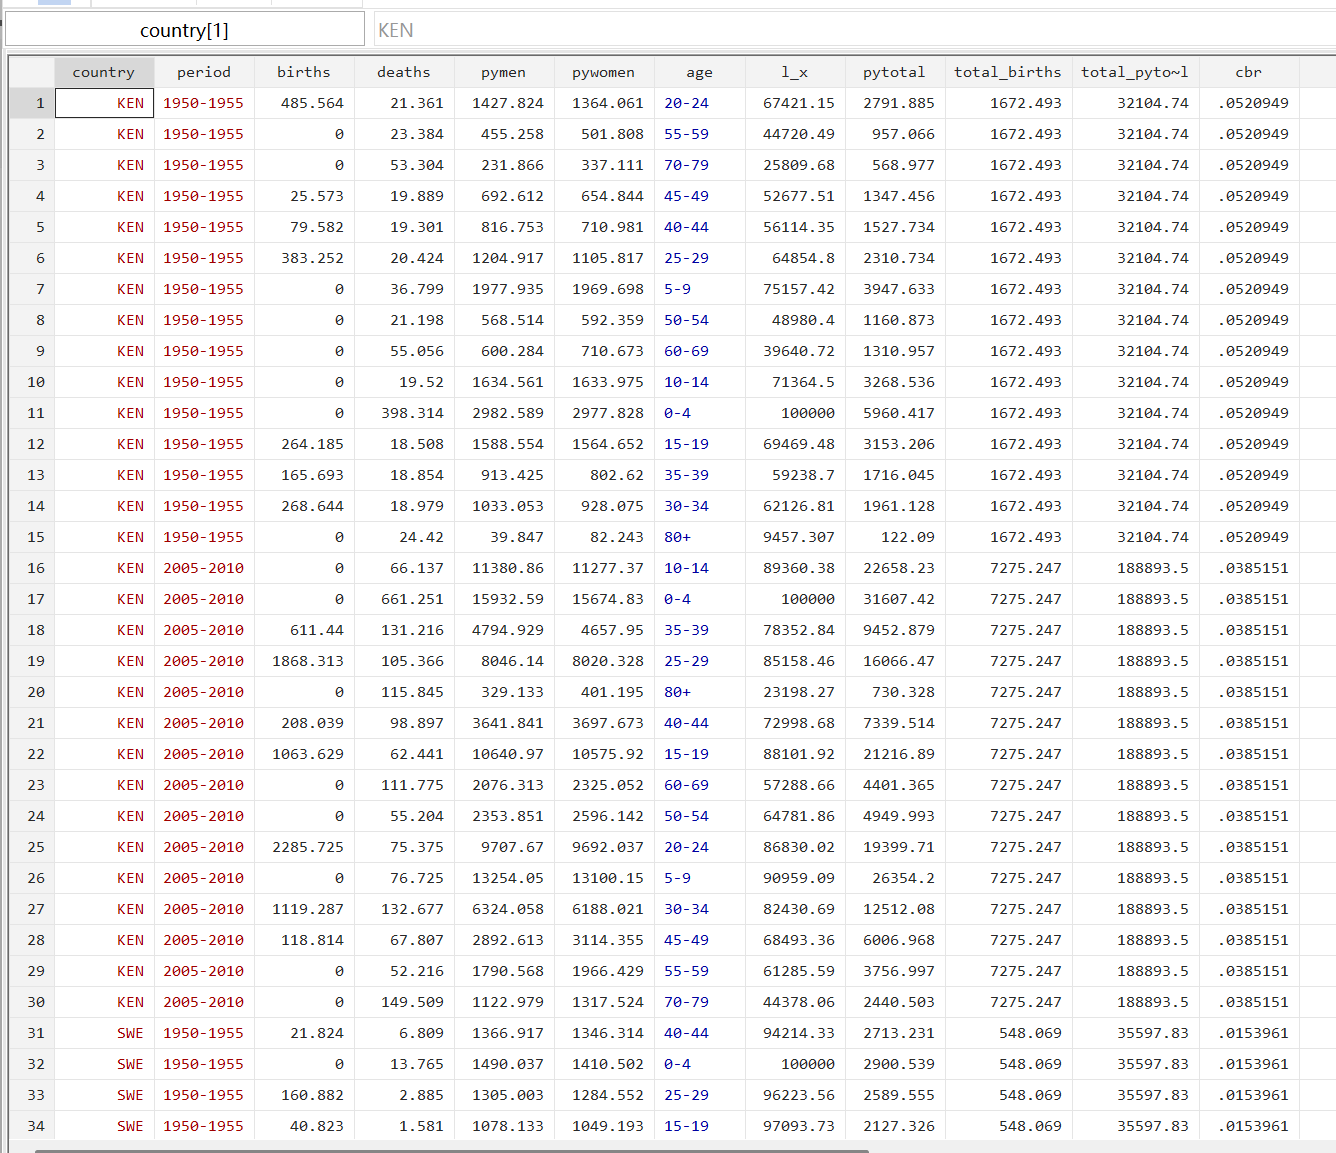 country[1] KEN
country period births deaths pymen pywomen age l_x pytotal total_births total_pyto~l cbr
1 KEN 1950-1955 485.564 21.361 1427.824 1364.061 20-24 67421.15 2791.885 1672.493 32104.74 .0520949
2 KEN 1950-1955 0 23.384 455.258 501.808 55-59 44720.49 957.066 1672.493 32104.74 .0520949
3 KEN 1950-1955 0 53.304 231.866 337.111 70-79 25809.68 568.977 1672.493 32104.74 .0520949
4 KEN 1950-1955 25.573 19.889 692.612 654.844 45-49 52677.51 1347.456 1672.493 32104.74 .0520949
5 KEN 1950-1955 79.582 19.301 816.753 710.981 40-44 56114.35 1527.734 1672.493 32104.74 .0520949
6 KEN 1950-1955 383.252 20.424 1204.917 1105.817 25-29 64854.8 2310.734 1672.493 32104.74 .0520949
7 KEN 1950-1955 0 36.799 1977.935 1969.698 5-9 75157.42 3947.633 1672.493 32104.74 .0520949
8 KEN 1950-1955 0 21.198 568.514 592.359 50-54 48980.4 1160.873 1672.493 32104.74 .0520949
9 KEN 1950-1955 0 55.056 600.284 710.673 60-69 39640.72 1310.957 1672.493 32104.74 .0520949
10 KEN 1950-1955 0 19.52 1634.561 1633.975 10-14 71364.5 3268.536 1672.493 32104.74 .0520949
11 KEN 1950-1955 0 398.314 2982.589 2977.828 0-4 100000 5960.417 1672.493 32104.74 .0520949
12 KEN 1950-1955 264.185 18.508 1588.554 1564.652 15-19 69469.48 3153.206 1672.493 32104.74 .0520949
13 KEN 1950-1955 165.693 18.854 913.425 802.62 35-39 59238.7 1716.045 1672.493 32104.74 .0520949
14 KEN 1950-1955 268.644 18.979 1033.053 928.075 30-34 62126.81 1961.128 1672.493 32104.74 .0520949
15 KEN 1950-1955 0 24.42 39.847 82.243 80+ 9457.307 122.09 1672.493 32104.74 .0520949
16 KEN 2005-2010 0 66.137 11380.86 11277.37 10-14 89360.38 22658.23 7275.247 188893.5 .0385151
17 KEN 2005-2010 0 661.251 15932.59 15674.83 0-4 100000 31607.42 7275.247 188893.5 .0385151
18 KEN 2005-2010 611.44 131.216 4794.929 4657.95 35-39 78352.84 9452.879 7275.247 188893.5 .0385151
19 KEN 2005-2010 1868.313 105.366 8046.14 8020.328 25-29 85158.46 16066.47 7275.247 188893.5 .0385151
20 KEN 2005-2010 0 115.845 329.133 401.195 80+ 23198.27 730.328 7275.247 188893.5 .0385151
21 KEN 2005-2010 208.039 98.897 3641.841 3697.673 40-44 72998.68 7339.514 7275.247 188893.5 .0385151
22 KEN 2005-2010 1063.629 62.441 10640.97 10575.92 15-19 88101.92 21216.89 7275.247 188893.5 .0385151
23 KEN 2005-2010 0 111.775 2076.313 2325.052 60-69 57288.66 4401.365 7275.247 188893.5 .0385151
24 KEN 2005-2010 0 55.204 2353.851 2596.142 50-54 64781.86 4949.993 7275.247 188893.5 .0385151
25 KEN 2005-2010 2285.725 75.375 9707.67 9692.037 20-24 86830.02 19399.71 7275.247 188893.5 .0385151
26 KEN 2005-2010 0 76.725 13254.05 13100.15 5-9 90959.09 26354.2 7275.247 188893.5 .0385151
27 KEN 2005-2010 1119.287 132.677 6324.058 6188.021 30-34 82430.69 12512.08 7275.247 188893.5 .0385151
28 KEN 2005-2010 118.814 67.807 2892.613 3114.355 45-49 68493.36 6006.968 7275.247 188893.5 .0385151
29 KEN 2005-2010 0 52.216 1790.568 1966.429 55-59 61285.59 3756.997 7275.247 188893.5 .0385151
30 KEN 2005-2010 0 149.509 1122.979 1317.524 70-79 44378.06 2440.503 7275.247 188893.5 .0385151
31 SWE 1950-1955 21.824 6.809 1366.917 1346.314 40-44 94214.33 2713.231 548.069 35597.83 .0153961
32 SWE 1950-1955 0 13.765 1490.037 1410.502 0-4 100000 2900.539 548.069 35597.83 .0153961
33 SWE 1950-1955 160.882 2.885 1305.003 1284.552 25-29 96223.56 2589.555 548.069 35597.83 .0153961
34 SWE 1950-1955 40.823 1.581 1078.133 1049.193 15-19 97093.73 2127.326 548.069 35597.83 .0153961